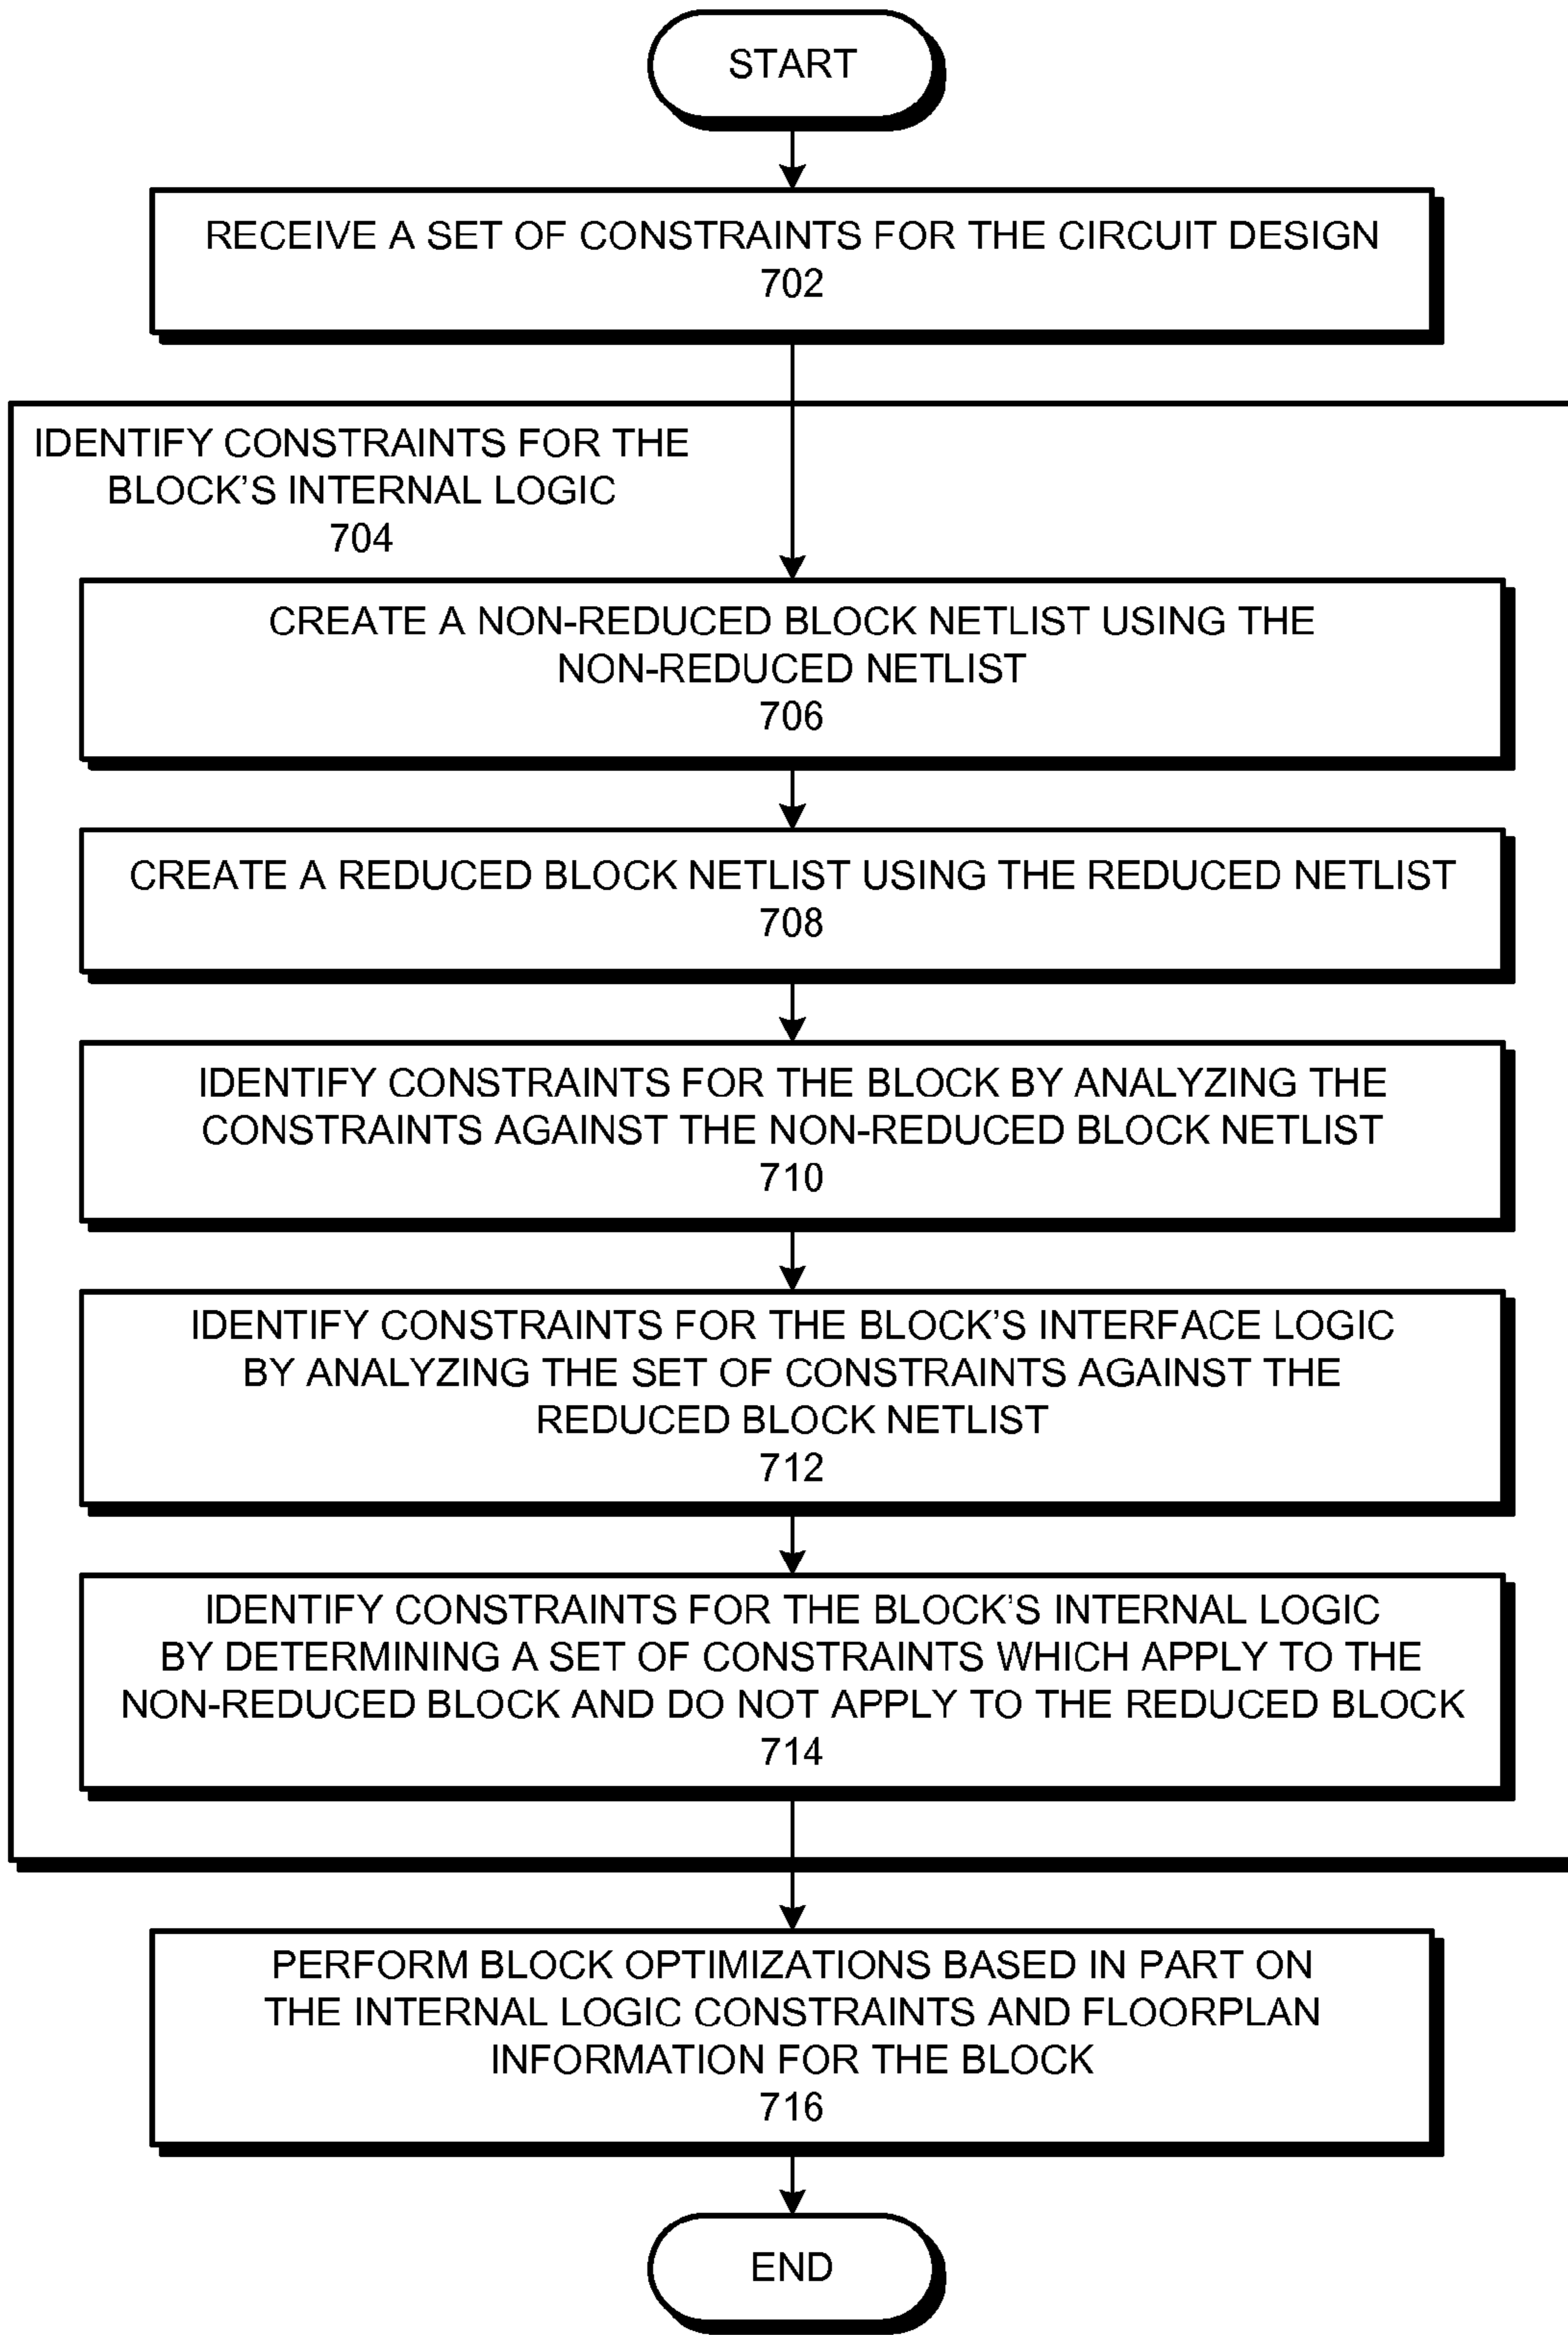 START
RECEIVE A SET OF CONSTRAINTS FOR THE CIRCUIT DESIGN
702
IDENTIFY CONSTRAINTS FOR THE
BLOCK'S INTERNAL LOGIC
704
CREATE A NON-REDUCED BLOCK NETLIST USING THE
NON-REDUCED NETLIST
706
CREATE A REDUCED BLOCK NETLIST USING THE REDUCED NETLIST
708
IDENTIFY CONSTRAINTS FOR THE BLOCK BY ANALYZING THE
CONSTRAINTS AGAINST THE NON-REDUCED BLOCK NETLIST
710
IDENTIFY CONSTRAINTS FOR THE BLOCK'S INTERFACE LOGIC
BY ANALYZING THE SET OF CONSTRAINTS AGAINST THE
REDUCED BLOCK NETLIST
712
IDENTIFY CONSTRAINTS FOR THE BLOCK'S INTERNAL LOGIC
BY DETERMINING A SET OF CONSTRAINTS WHICH APPLY TO THE
NON-REDUCED BLOCK AND DO NOT APPLY TO THE REDUCED BLOCK
714
PERFORM BLOCK OPTIMIZATIONS BASED IN PART ON
THE INTERNAL LOGIC CONSTRAINTS AND FLOORPLAN
INFORMATION FOR THE BLOCK
716
END